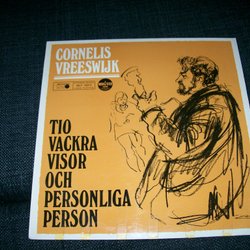 CORNELIS
VREESWIJK
TIO
VACKRA
VISOR
OCH
PERSONLIGA
PERSON